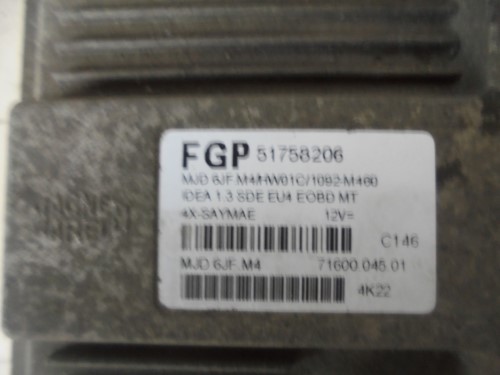 FGP 51758206
MJD 6JF.M4 HW01C/1092-M460
IDEA 1.3 SDE EU4 EOBD MT
4X-SAYMAE 12V=
C146
MJD 6JF.M4 71600.045.01
4K22